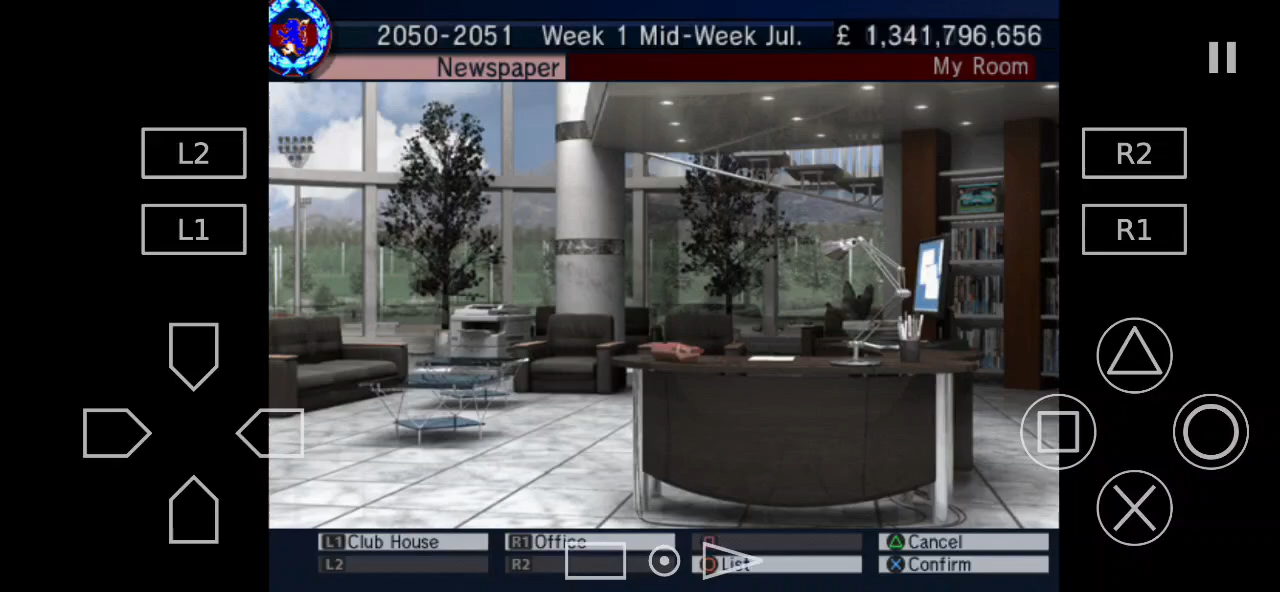 2050-2051 Week 1 Mid-Week Jul. £ 1,341,796,656
Newspaper
My Room
L2
R2
L1
R1
L1 Club House
R1 Office
Cancel
L2
R2
List
Confirm